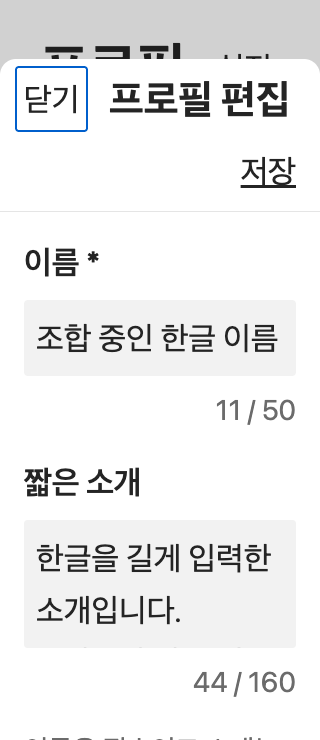 닫기
프로필 편집
저장
이름 *
조합 중인 한글 이름
11 / 50
짧은 소개
한글을 길게 입력한
소개입니다.
44 / 160